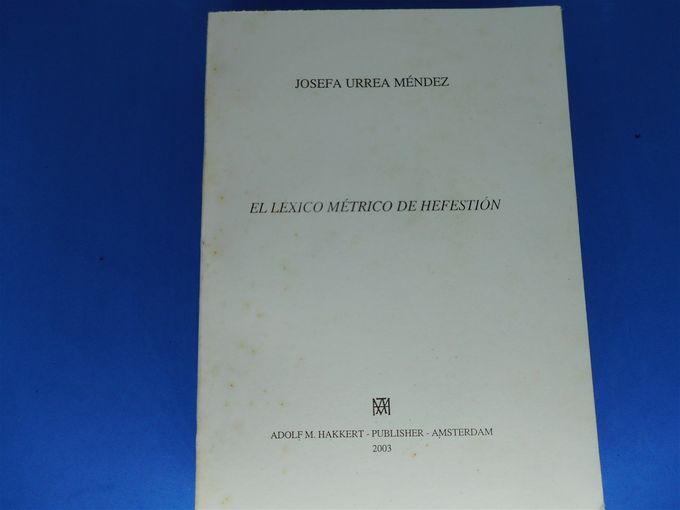 JOSEFA URREA MÉNDEZ
EL LEXICO MÉTRICO DE HEFESTIÓN
ADOLF M. HAKKERT - PUBLISHER - AMSTERDAM
2003